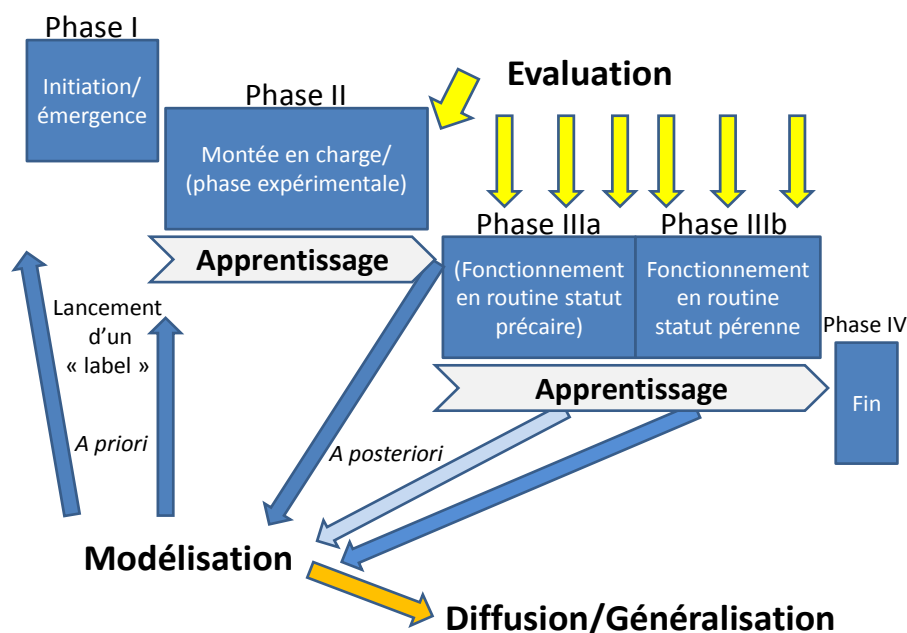 Phase I
Initiation/
émergence
Phase II
Montée en charge/
(phase expérimentale)
Evaluation
Apprentissage
Phase IIIa
(Fonctionnement
en routine statut
précaire)
Phase IIIb
Fonctionnement
en routine
statut pérenne
Phase IV
Fin
Apprentissage
Lancement
d’un
« label »
A priori
A posteriori
Modélisation
Diffusion/Généralisation